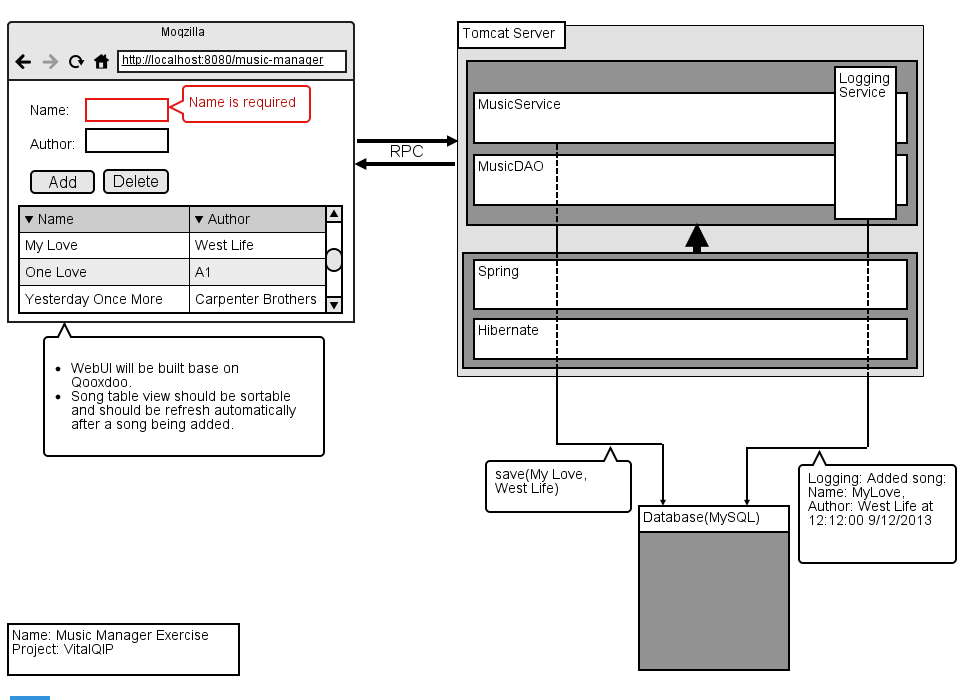 Moqzilla
http://localhost:8080/music-manager
Name:
Name is required
Author:
Add
Delete
Name
Author
My Love
West Life
One Love
A1
Yesterday Once More
Carpenter Brothers
WebUI will be built base on
Qooxdoo.
Song table view should be sortable
and should be refresh automatically
after a song being added.
RPC
Tomcat Server
Logging
Service
MusicService
MusicDAO
Spring
Hibernate
save(My Love,
West Life)
Logging: Added song:
Name: MyLove,
Author: West Life at
12:12:00 9/12/2013
Database(MySQL)
Name: Music Manager Exercise
Project: VitalQIP